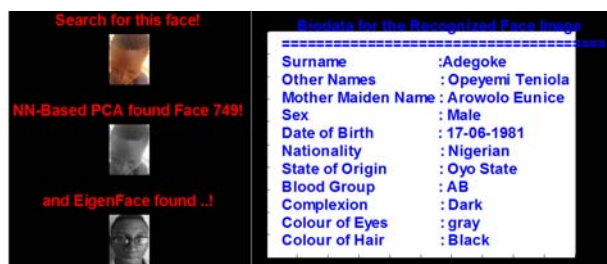 Search for this face!
NN-Based PCA found Face 749!
and EigenFace found ..!
Biodata for the Recognized Face Image
=====================================
Surname :Adegoke
Other Names : Opeyemi Teniola
Mother Maiden Name : Arowolo Eunice
Sex : Male
Date of Birth : 17-06-1981
Nationality : Nigerian
State of Origin : Oyo State
Blood Group : AB
Complexion : Dark
Colour of Eyes : gray
Colour of Hair : Black